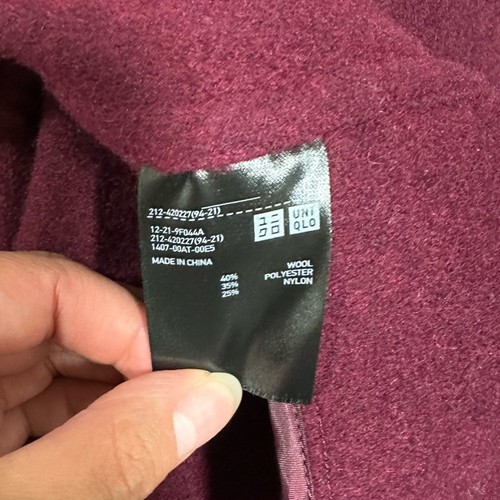 212-420227(94-21)
ユニ
クロ
UNI
QLO
12-21-9F044A
212-420227(94-21)
1407-00AT-00E5
MADE IN CHINA
40% WOOL
35% POLYESTER
25% NYLON